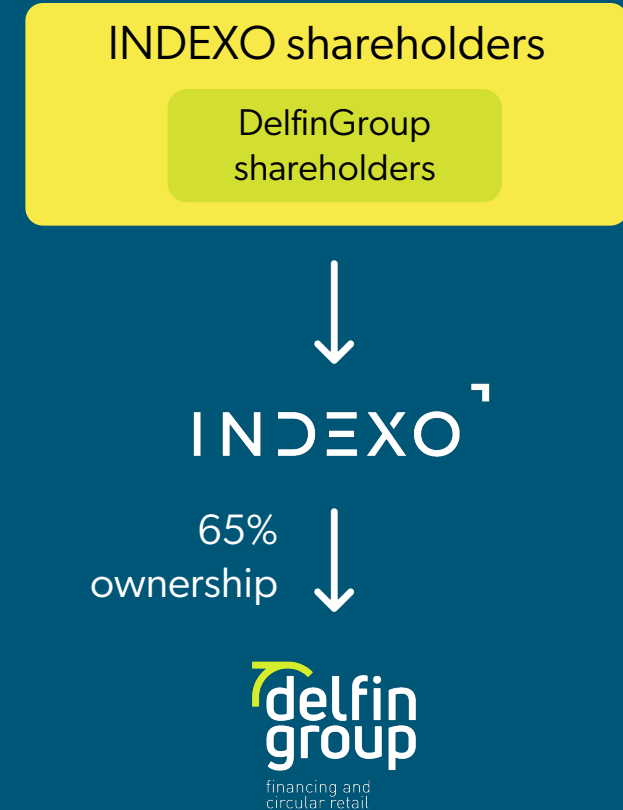 INDEXO shareholders
DelfinGroup
shareholders
INDEXO
65%
ownership
delfin
group
financing and
circular retail